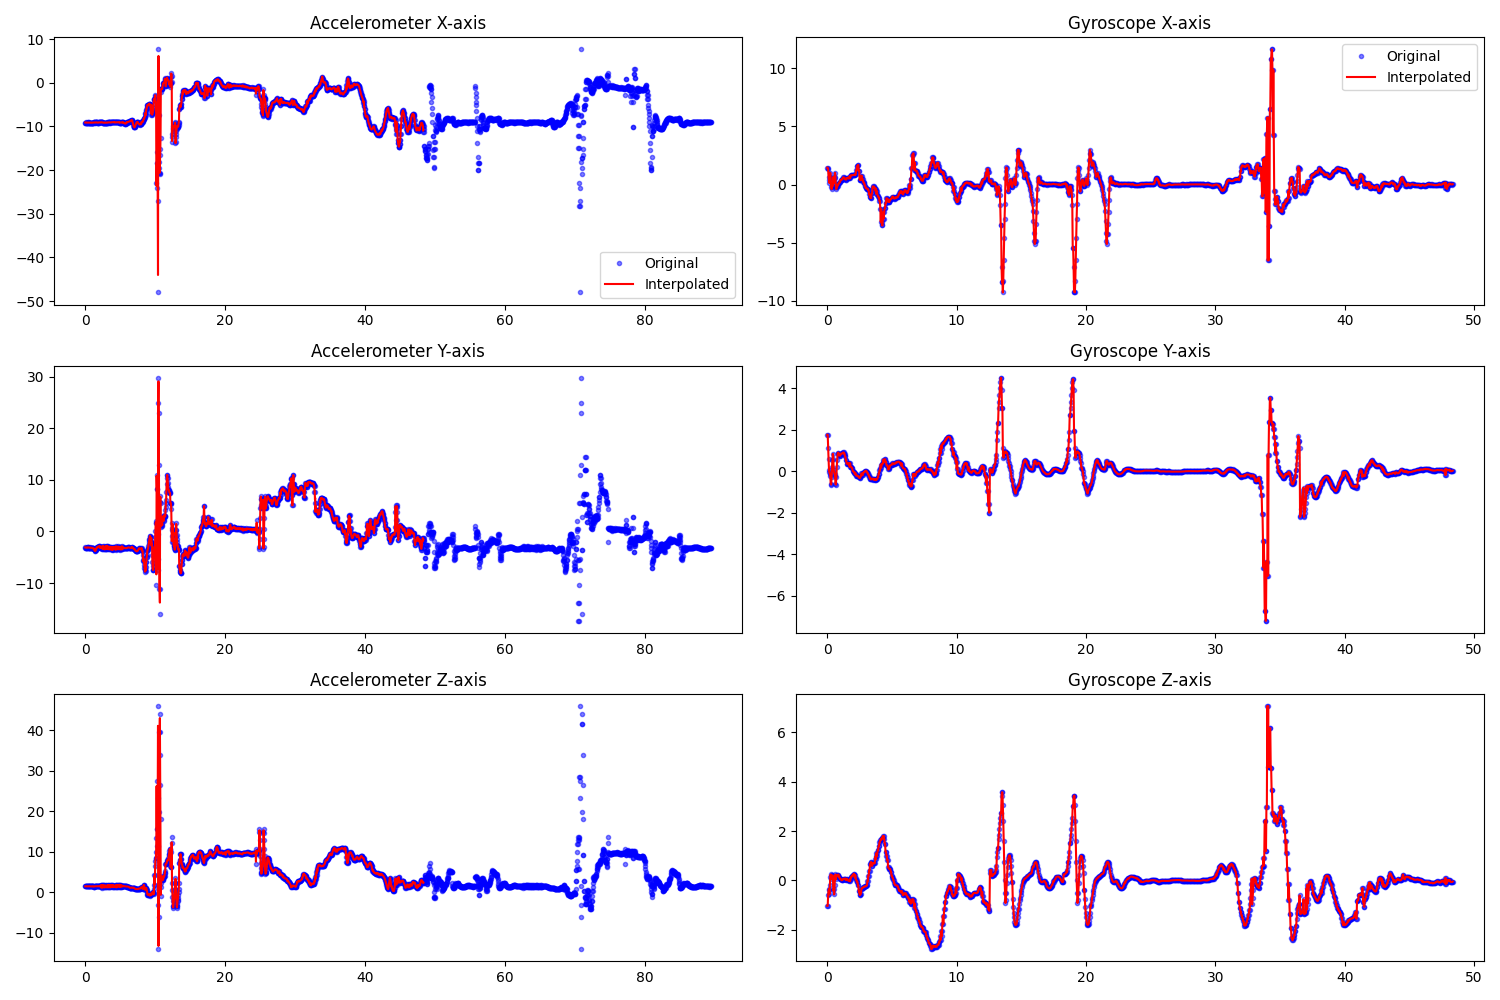 Accelerometer X-axis
10
0
−10
−20
−30
−40
−50
Original
Interpolated
0 20 40 60 80
Gyroscope X-axis
10
5
0
−5
−10
Original
Interpolated
0 10 20 30 40 50
Accelerometer Y-axis
30
20
10
0
−10
0 20 40 60 80
Gyroscope Y-axis
4
2
0
−2
−4
−6
0 10 20 30 40 50
Accelerometer Z-axis
40
30
20
10
0
−10
0 20 40 60 80
Gyroscope Z-axis
6
4
2
0
−2
0 10 20 30 40 50